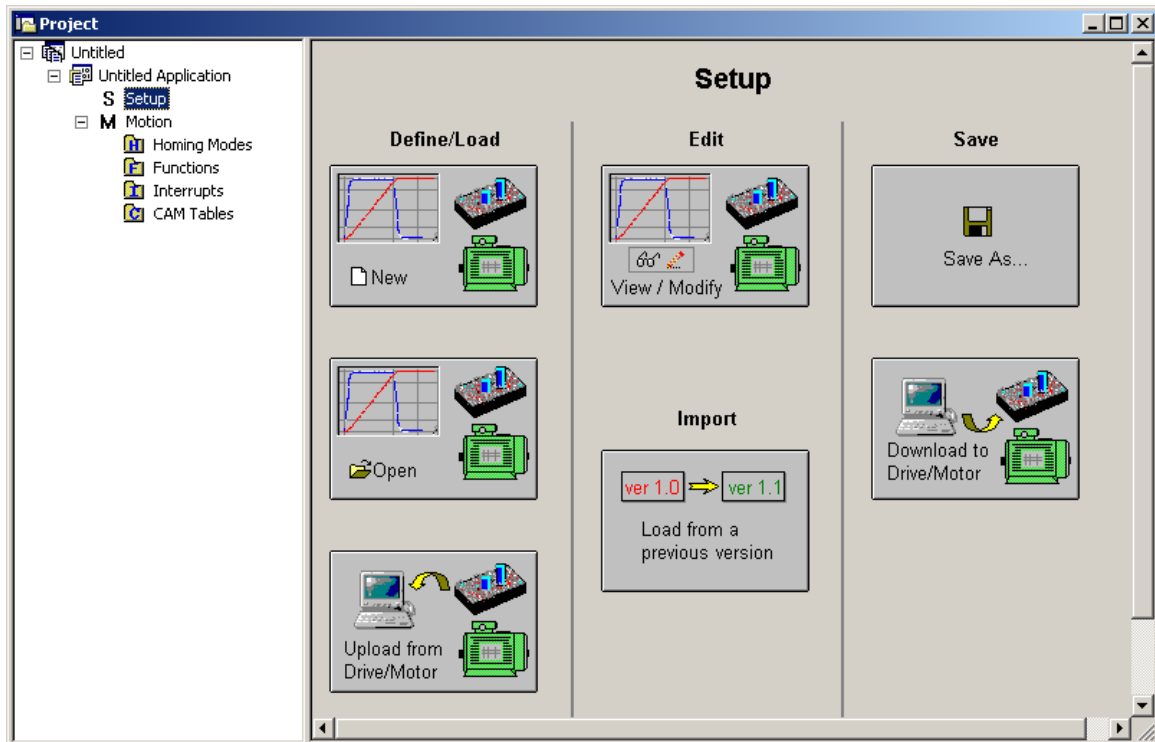 Project
Untitled
Untitled Application
S Setup
M Motion
H Homing Modes
F Functions
I Interrupts
C CAM Tables
Setup
Define/Load
New
Open
Upload from
Drive/Motor
Edit
View / Modify
Import
ver 1.0 ver 1.1
Load from a
previous version
Save
Save As...
Download to
Drive/Motor